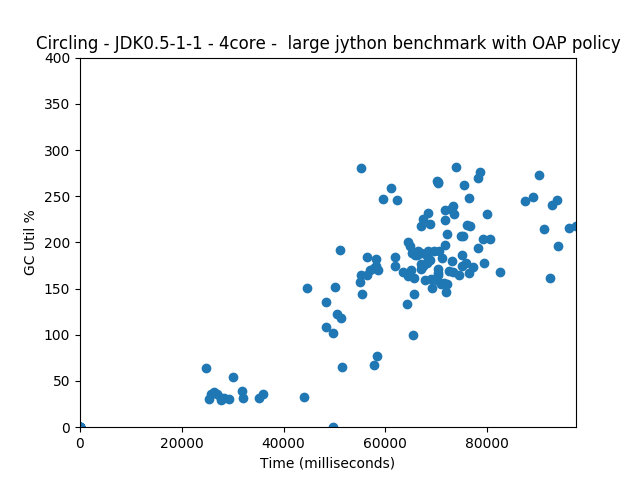 Circling - JDK0.5-1-1 - 4core -  large jython benchmark with OAP policy
400
350
300
250
200
150
100
50
0
GC Util %
0 20000 40000 60000 80000
Time (milliseconds)